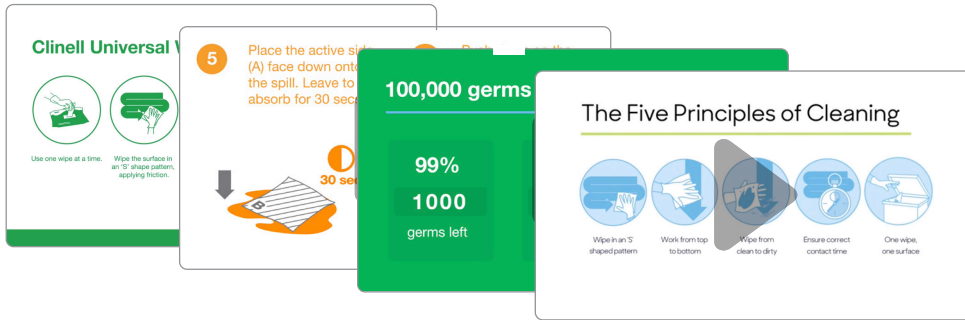 Clinell Universal
Use one wipe at a time.
Wipe the surface in
an 'S' shape pattern,
applying friction.
5
Place the active side
(A) face down onto
the spill. Leave to
absorb for 30
30
B
100,000 germs
99%
1000
germs left
The Five Principles of Cleaning
Wipe in an 'S'
shaped pattern
Work from top
to bottom
Wipe from
clean to dirty
Ensure correct
contact time
One wipe,
one surface